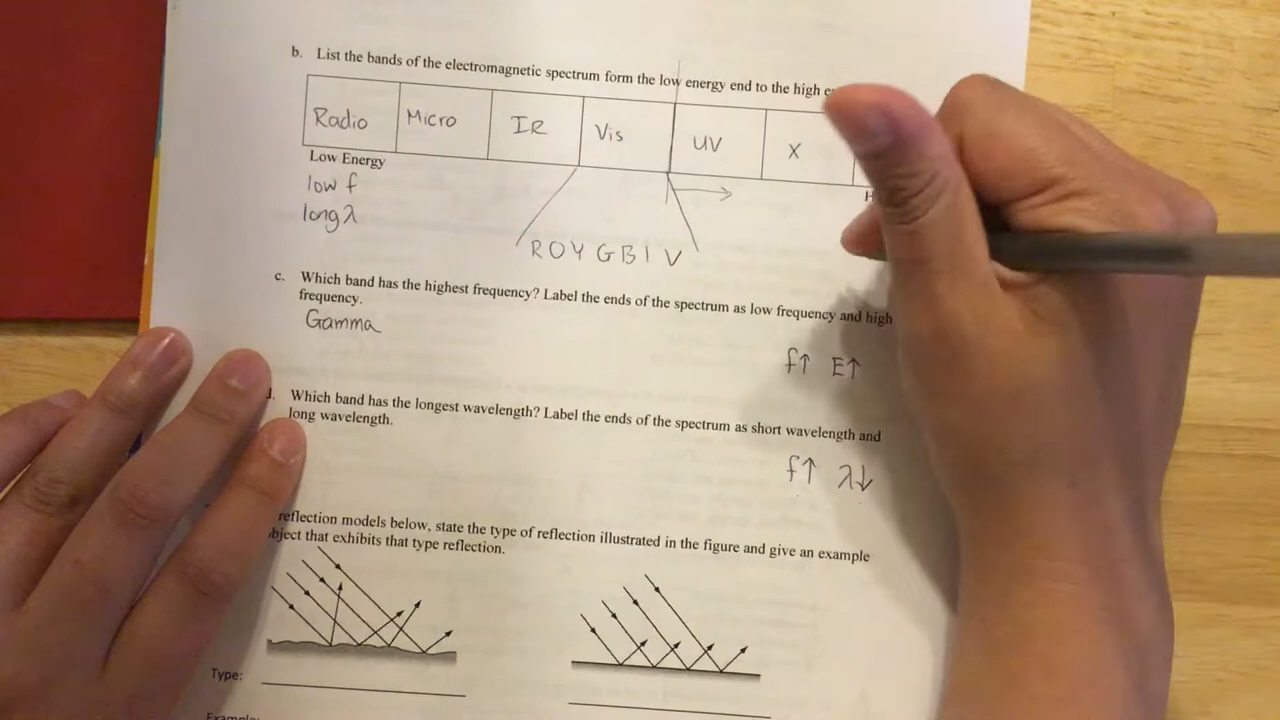 b. List the bands of the electromagnetic spectrum form the low energy end to the high
Radio Micro IR Vis UV X
Low Energy
low f
long λ
ROYGBIV
c. Which band has the highest frequency? Label the ends of the spectrum as low frequency and high
frequency.
Gamma
f↑ E↑
Which band has the longest wavelength? Label the ends of the spectrum as short wavelength and
long wavelength.
f↑ λ↓
reflection models below, state the type of reflection illustrated in the figure and give an example
that exhibits that type reflection.
Type: